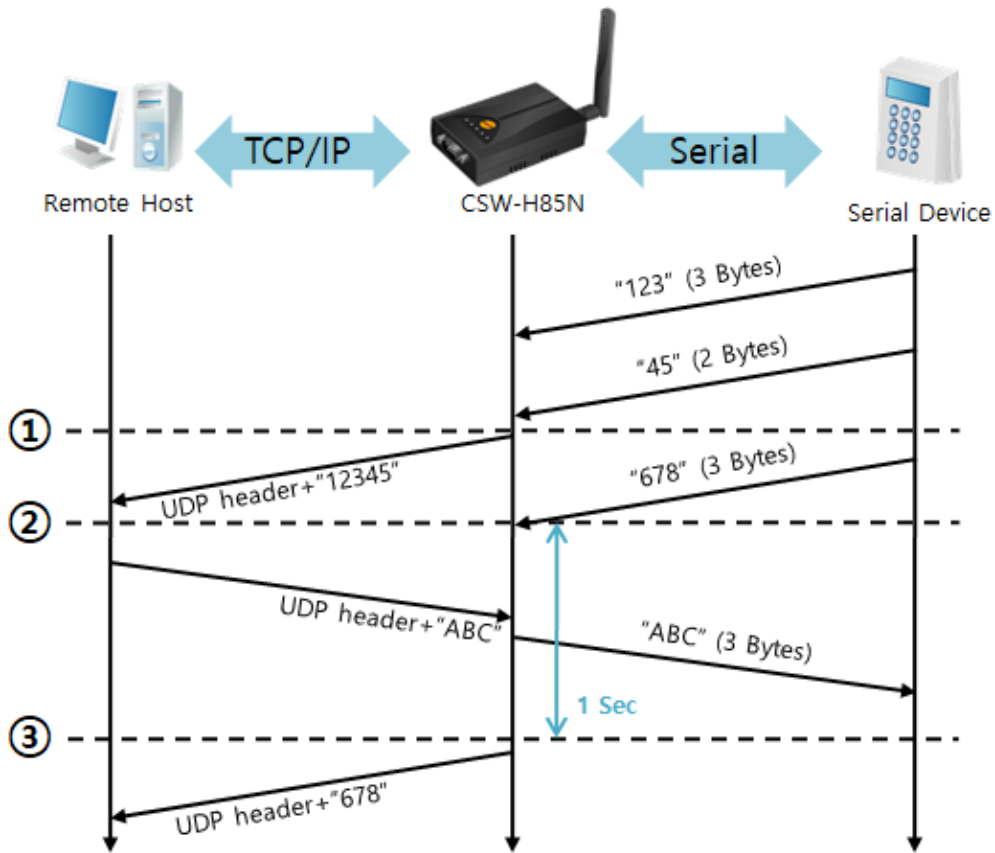 TCP/IP
Serial
Remote Host
CSW-H85N
Serial Device
"123" (3 Bytes)
"45" (2 Bytes)
①
UDP header+"12345"
"678" (3 Bytes)
②
UDP header+"ABC"
"ABC" (3 Bytes)
1 Sec
③
UDP header+"678"